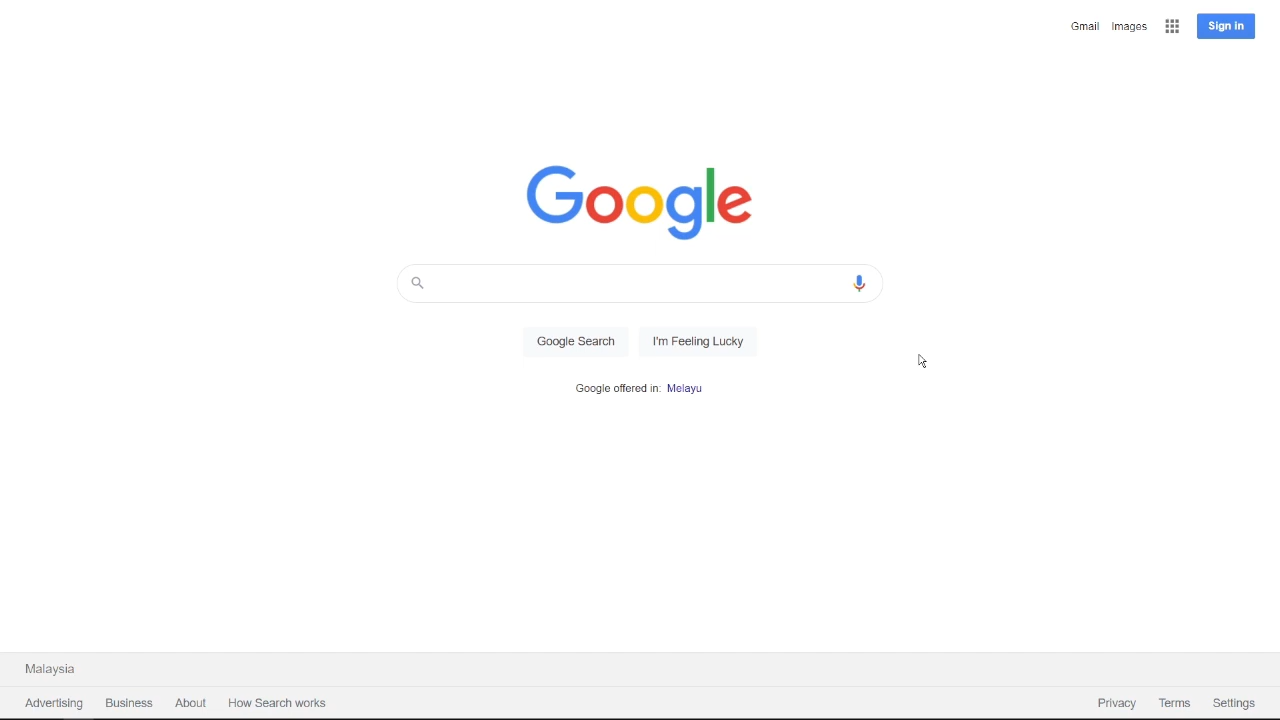 Gmail Images Sign in
Google
Google Search I'm Feeling Lucky
Google offered in: Melayu
Malaysia
Advertising Business About How Search works Privacy Terms Settings